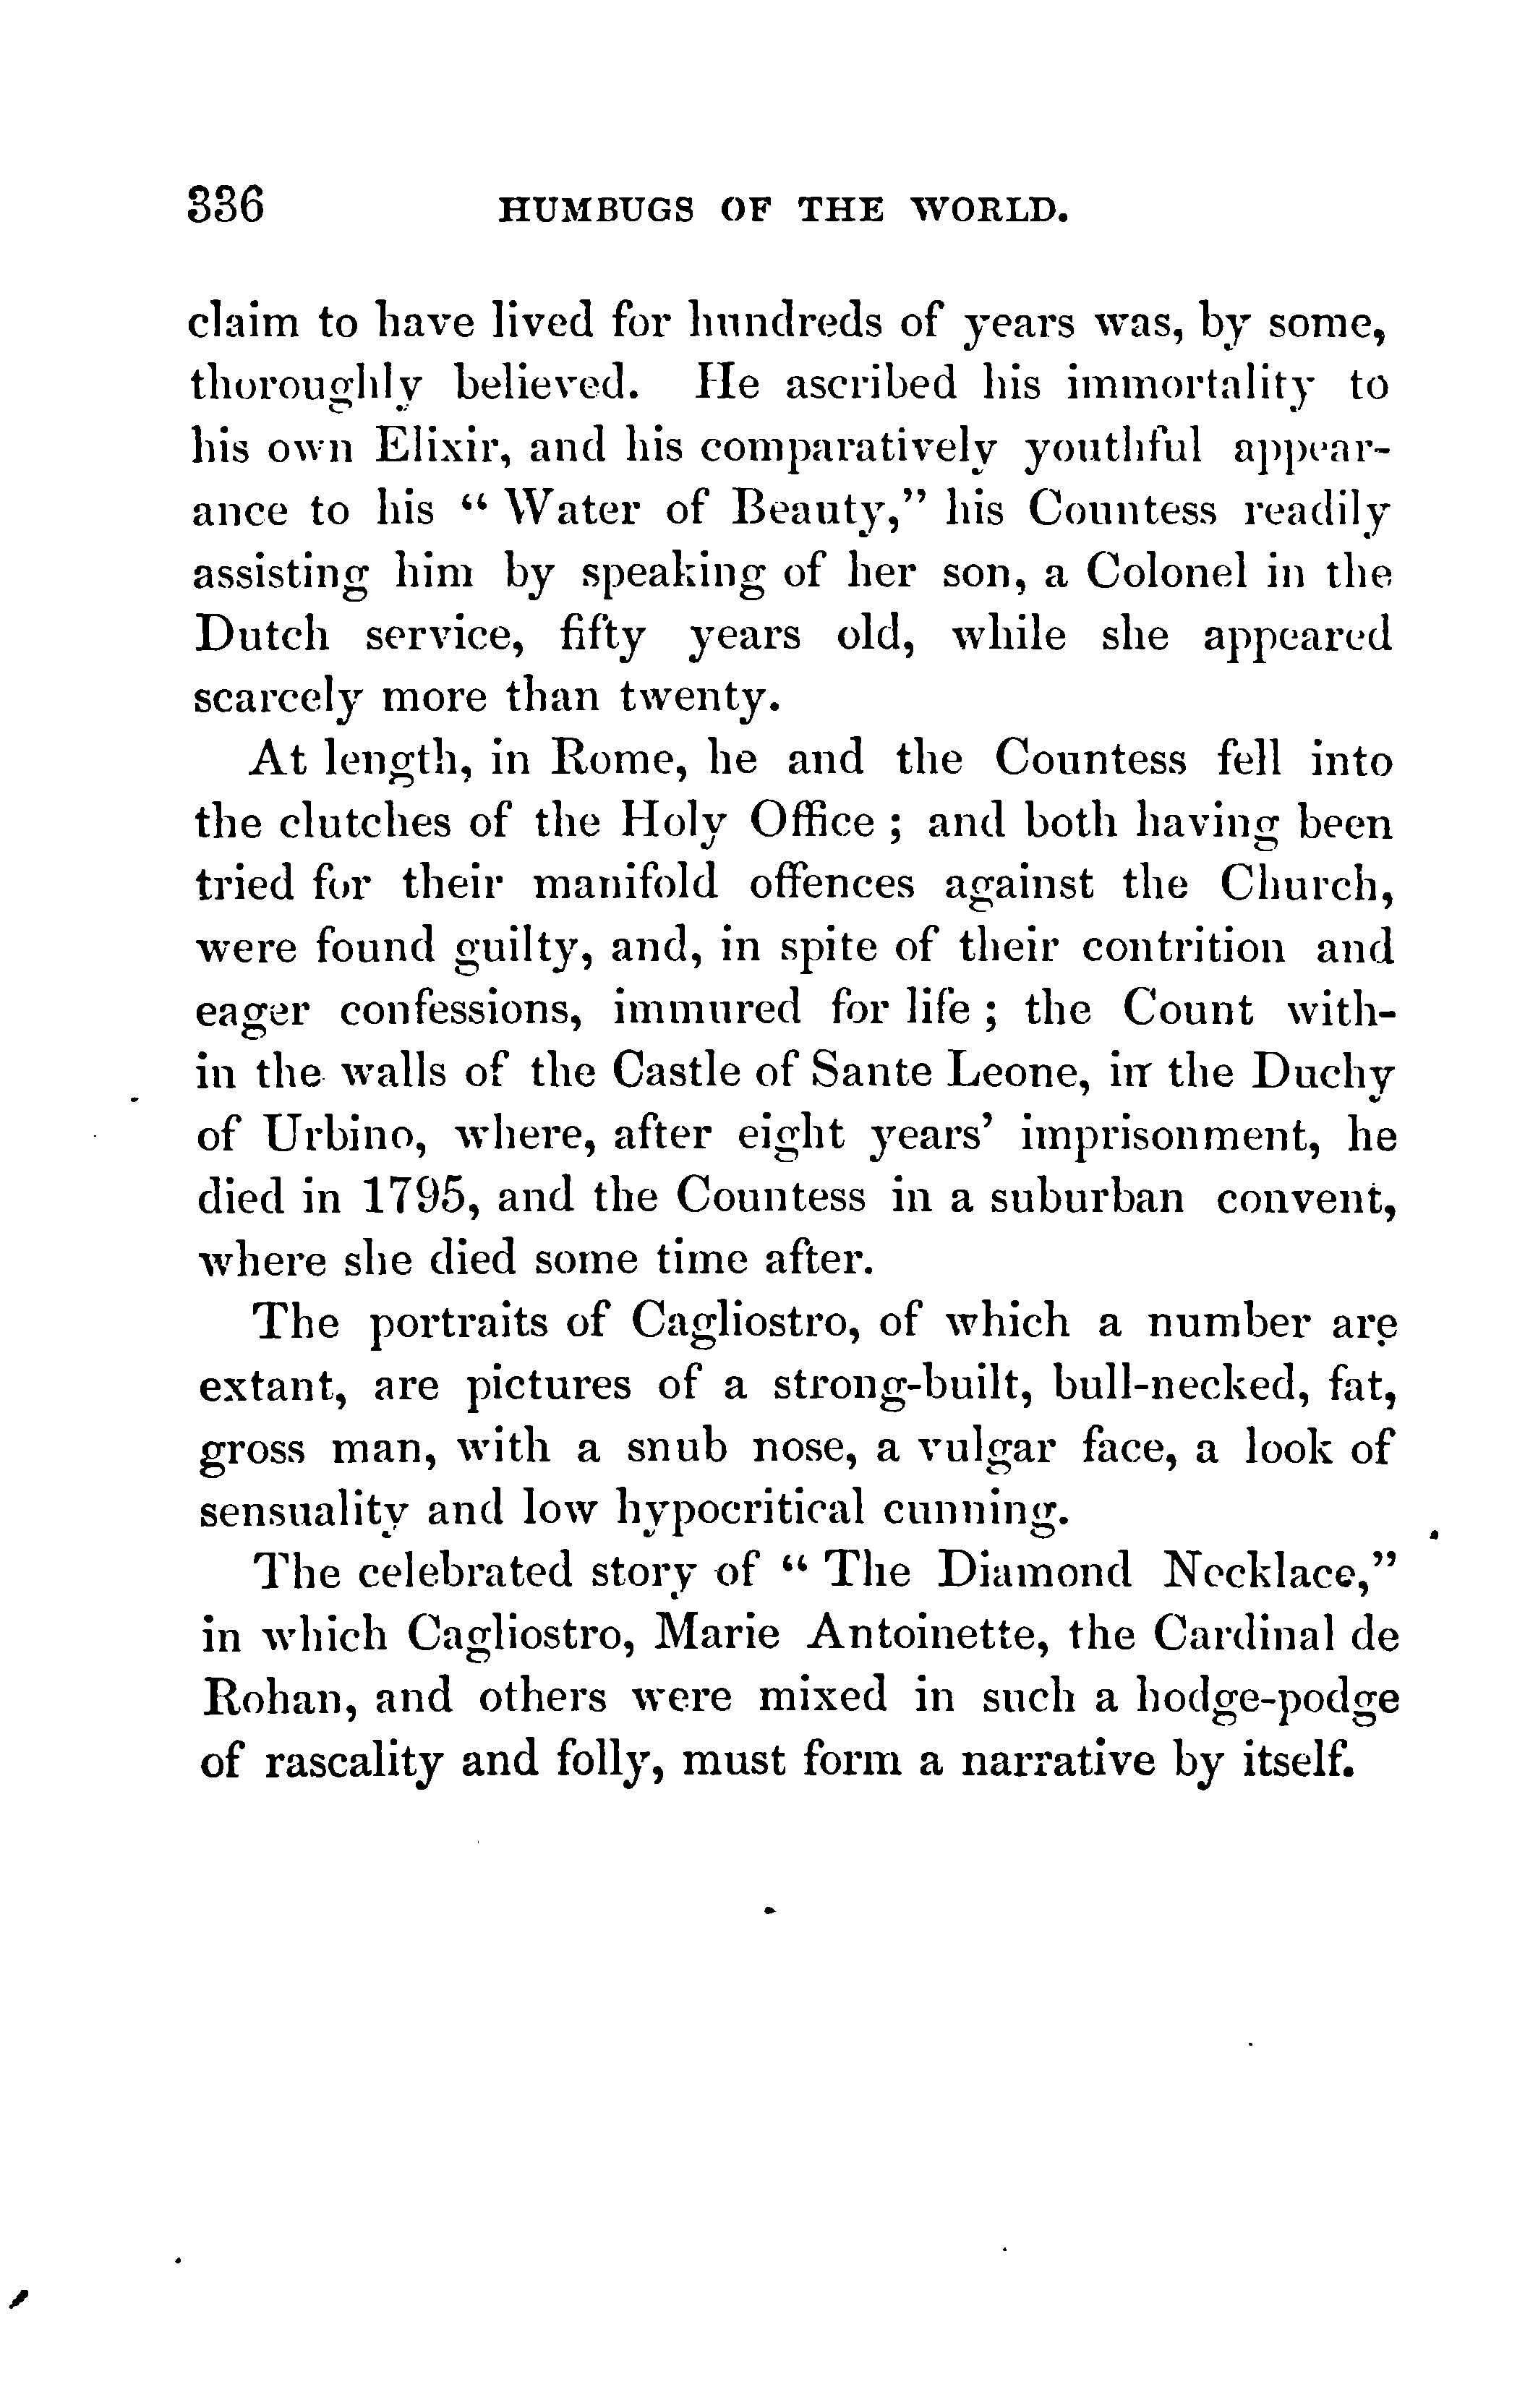 336 HUMBUGS OF THE WORLD.
claim to have lived for hundreds of years was, by some,
thoroughly believed. He ascribed his immortality to
his own Elixir, and his comparatively youthful appear-
ance to his “ Water of Beauty,” his Countess readily
assisting him by speaking of her son, a Colonel in the
Dutch service, fifty years old, while she appeared
scarcely more than twenty.
At length, in Rome, he and the Countess fell into
the clutches of the Holy Office ; and both having been
tried for their manifold offences against the Church,
were found guilty, and, in spite of their contrition and
eager confessions, immured for life ; the Count with-
in the walls of the Castle of Sante Leone, in the Duchy
of Urbino, where, after eight years’ imprisonment, he
died in 1795, and the Countess in a suburban convent,
where she died some time after.
The portraits of Cagliostro, of which a number are
extant, are pictures of a strong-built, bull-necked, fat,
gross man, with a snub nose, a vulgar face, a look of
sensuality and low hypocritical cunning.
The celebrated story of “ The Diamond Necklace,”
in which Cagliostro, Marie Antoinette, the Cardinal de
Rohan, and others were mixed in such a hodge-podge
of rascality and folly, must form a narrative by itself.